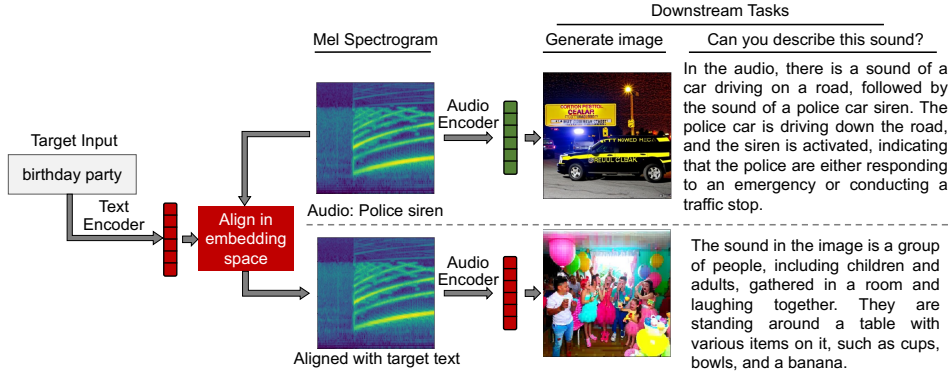 Downstream Tasks
Mel Spectrogram
Generate image
Can you describe this sound?
Target Input
birthday party
Text
Encoder
Align in
embedding
space
Audio
Encoder
Audio: Police siren
In the audio, there is a sound of a
car driving on a road, followed by
the sound of a police car siren. The
police car is driving down the road,
and the siren is activated, indicating
that the police are either responding
to an emergency or conducting a
traffic stop.
Audio
Encoder
Aligned with target text
The sound in the image is a group
of people, including children and
adults, gathered in a room and
laughing together. They are
standing around a table with
various items on it, such as cups,
bowls, and a banana.